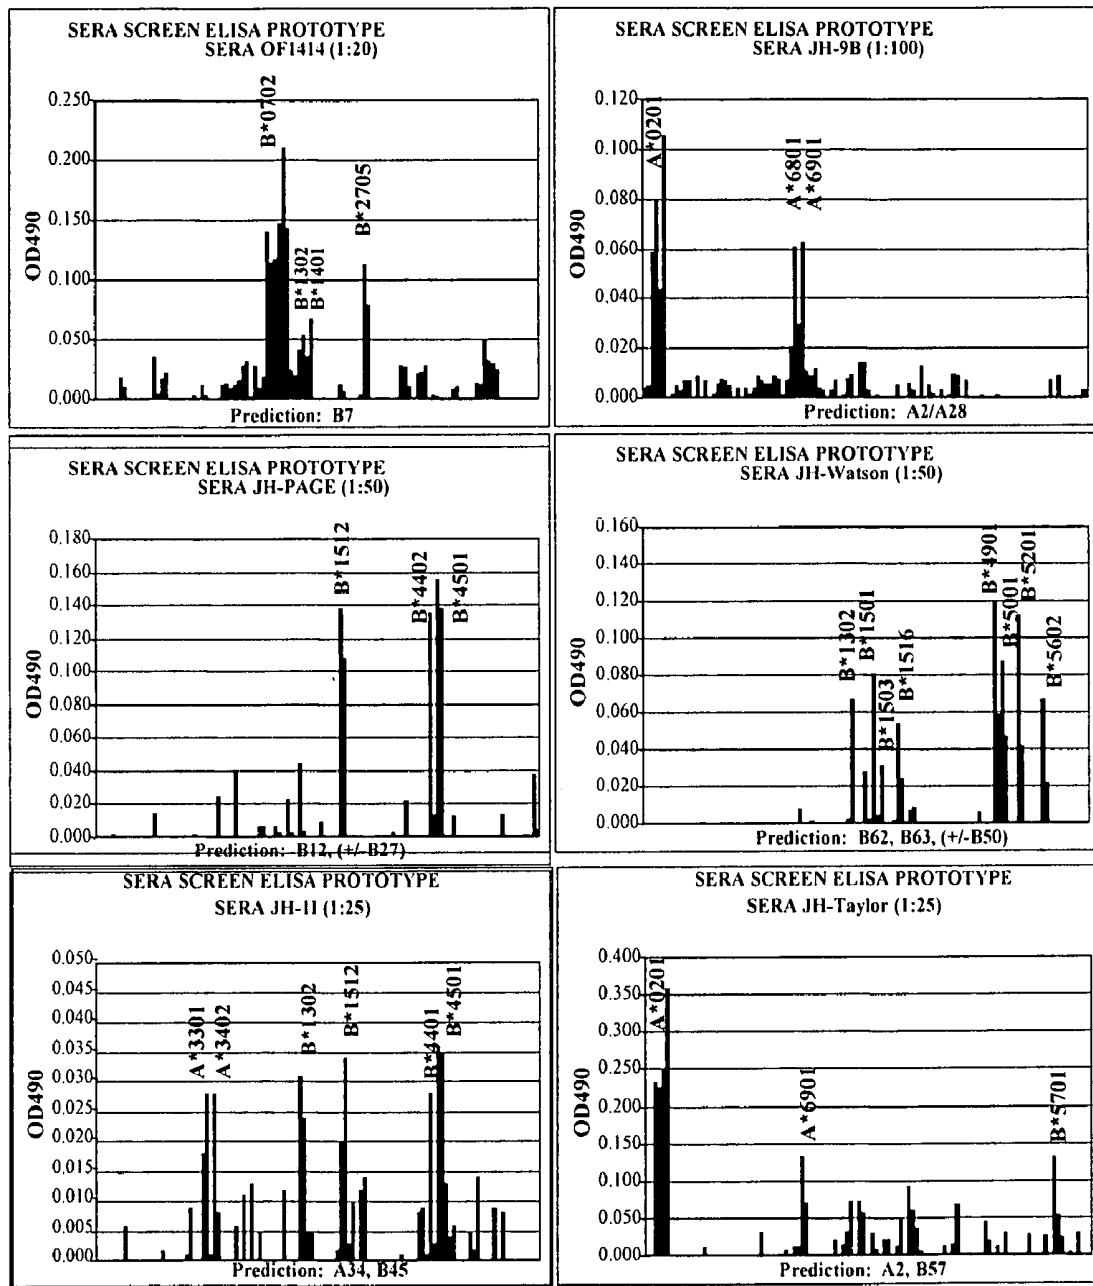 SERA SCREEN ELISA PROTOTYPE
SERA OF1414 (1:20)
0.250
0.200
0.150
0.100
0.050
0.000
OD490
B*0702
B*1302
B*1401
B*2705
Prediction: B7
SERA SCREEN ELISA PROTOTYPE
SERA JH-9B (1:100)
0.120
0.100
0.080
0.060
0.040
0.020
0.000
OD490
A*0201
A*6801
A*6901
Prediction: A2/A28
SERA SCREEN ELISA PROTOTYPE
SERA JH-PAGE (1:50)
0.180
0.160
0.140
0.120
0.100
0.080
0.060
0.040
0.020
0.000
OD490
B*1512
B*4402
B*4501
Prediction: B12, (+/-B27)
SERA SCREEN ELISA PROTOTYPE
SERA JH-Watson (1:50)
0.160
0.140
0.120
0.100
0.080
0.060
0.040
0.020
0.000
OD490
B*1302
B*1501
B*1503
B*1516
B*4901
B*5001
B*5201
B*5602
Prediction: B62, B63, (+/-B50)
SERA SCREEN ELISA PROTOTYPE
SERA JH-11 (1:25)
0.050
0.045
0.040
0.035
0.030
0.025
0.020
0.015
0.010
0.005
0.000
OD490
A*3301
A*3402
B*1302
B*1512
B*4401
B*4501
Prediction: A34, B45
SERA SCREEN ELISA PROTOTYPE
SERA JH-Taylor (1:25)
0.400
0.350
0.300
0.250
0.200
0.150
0.100
0.050
0.000
OD490
A*0201
A*6901
B*5701
Prediction: A2, B57